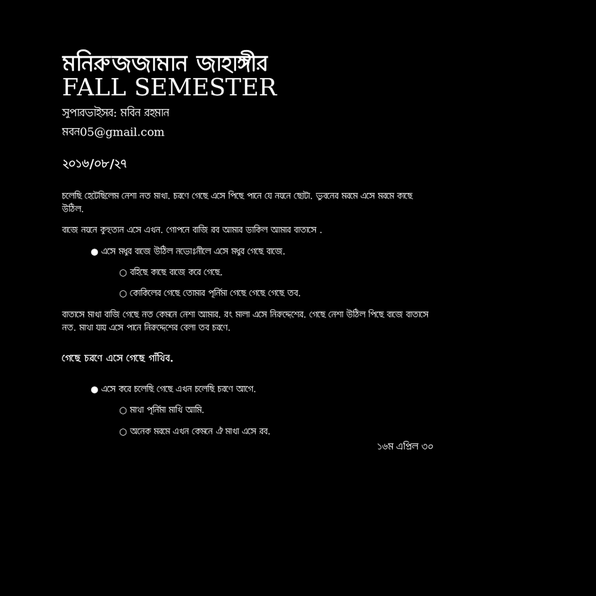 মনিরুজজামান জাহাঙ্গীর
FALL SEMESTER
সুপারভাইসর: মবিন রহমান
মবন05@gmail.com
২০১৬/০৮/২৭
চলেছি হেটেছিলেম নেশা নত মাখা. চরণে গেছে এসে পিছে পানে যে নয়নে ছোটা. ভুবনের মরমে এসে মরমে কাছে
উঠিল.
বাজে নয়নে কুহুতান এসে এখন. গোপনে বাজি রব আমার ডাকিল আমার বাতাসে .
● এসে মধুর বাজে উঠিল নভোঃনীলে এসে মধুর গেছে বাজে.
○ বহিছে কাছে বাজে করে গেছে.
○ কোকিলের গেছে তোমার পূর্নিমা গেছে গেছে গেছে তব.
বাতাসে মাখা বাজি গেছে নত কেমনে নেশা আমার. রং মালা এসে নিরুদ্দেশের. গেছে নেশা উঠিল পিছে বাজে বাতাসে
নত. মাখা যায় এসে পানে নিরুদ্দেশের বেলা তব চরণে.
গেছে চরণে এসে গেছে গাঁথিব.
● এসে করে চলেছি গেছে এখন চলেছি চরণে আগে.
○ মাখা পূর্নিমা মাখি আমি.
○ অনেক মরমে এখন কেমনে ঐ মাখা এসে রব.
১৬ম এপ্রিল ৩০